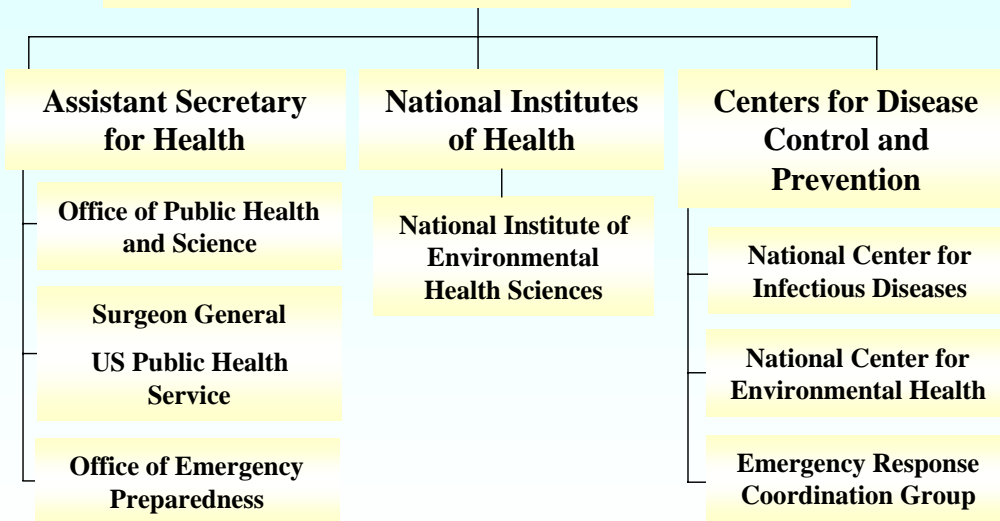 Assistant Secretary
for Health
Office of Public Health
and Science
Surgeon General
US Public Health
Service
Office of Emergency
Preparedness
National Institutes
of Health
National Institute of
Environmental
Health Sciences
Centers for Disease
Control and
Prevention
National Center for
Infectious Diseases
National Center for
Environmental Health
Emergency Response
Coordination Group